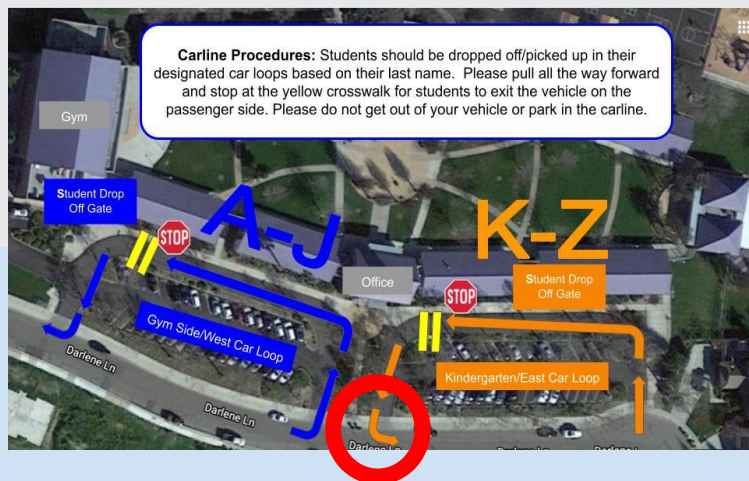 Carline Procedures: Students should be dropped off/picked up in their
designated car loops based on their last name. Please pull all the way forward
and stop at the yellow crosswalk for students to exit the vehicle on the
passenger side. Please do not get out of your vehicle or park in the carline.
Gym
Student Drop
Off Gate
STOP
A-J
K-Z
Office
STOP
Student Drop
Off Gate
Gym Side/West Car Loop
Kindergarten/East Car Loop
Darlene Ln
Darlene Ln
Darlene Ln